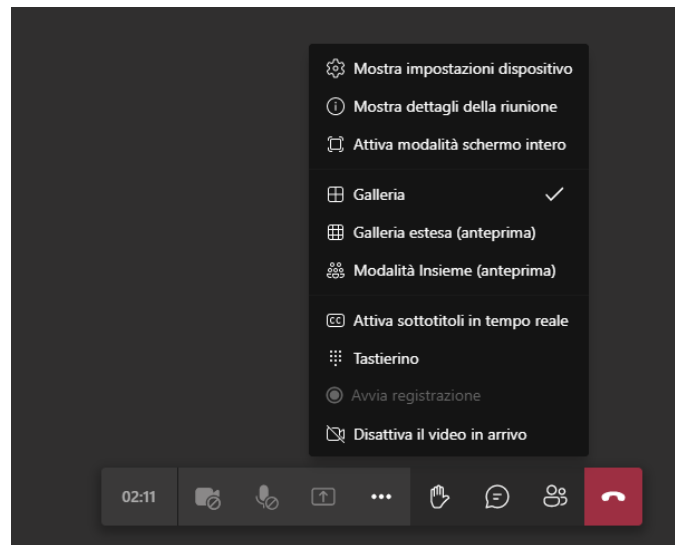 Mostra impostazioni dispositivo
Mostra dettagli della riunione
Attiva modalità schermo intero
Galleria
Galleria estesa (anteprima)
Modalità Insieme (anteprima)
CC Attiva sottotitoli in tempo reale
Tastierino
Avvia registrazione
Disattiva il video in arrivo
02:11